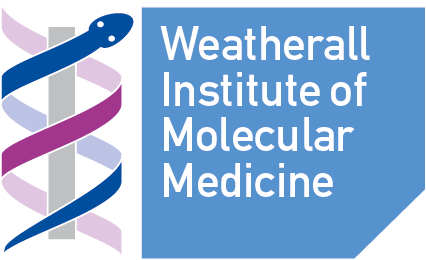 Weatherall
Institute of
Molecular
Medicine